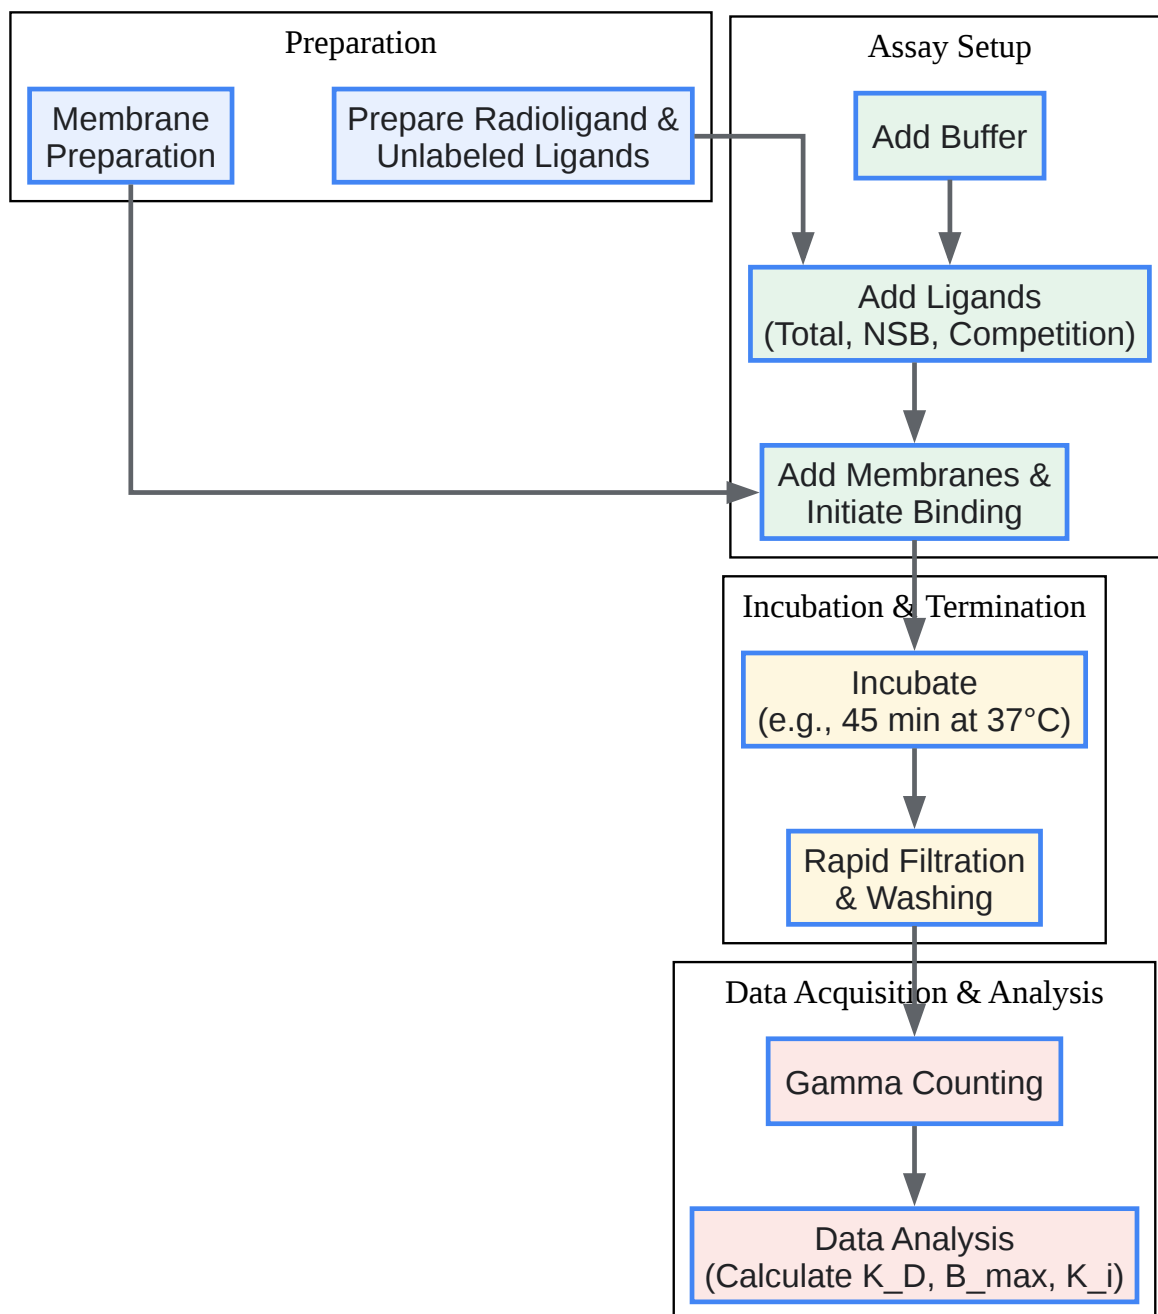 Preparation
Membrane
Preparation
Prepare Radioligand &
Unlabeled Ligands
Assay Setup
Add Buffer
Add Ligands
(Total, NSB, Competition)
Add Membranes &
Initiate Binding
Incubation & Termination
Incubate
(e.g., 45 min at 37°C)
Rapid Filtration
& Washing
Data Acquisition & Analysis
Gamma Counting
Data Analysis
(Calculate K_D, B_max, K_i)